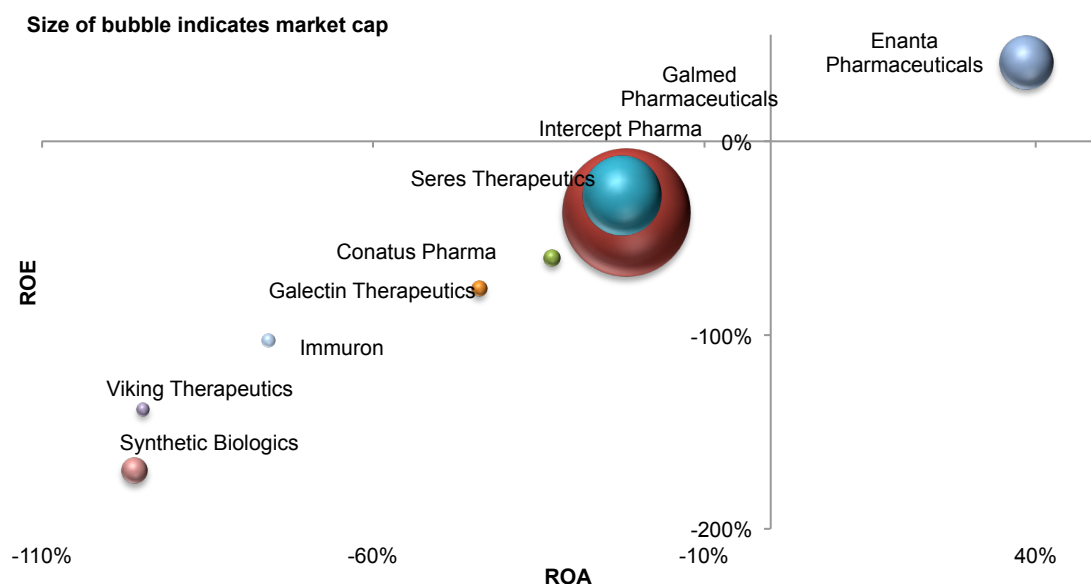 Size of bubble indicates market cap
Enanta
Pharmaceuticals
Galmed
Pharmaceuticals
Intercept Pharma
0%
Seres Therapeutics
Conatus Pharma
Galectin Therapeutics
ROE
-100%
Immuron
Viking Therapeutics
Synthetic Biologics
-200%
-110%
-60%
-10%
40%
ROA